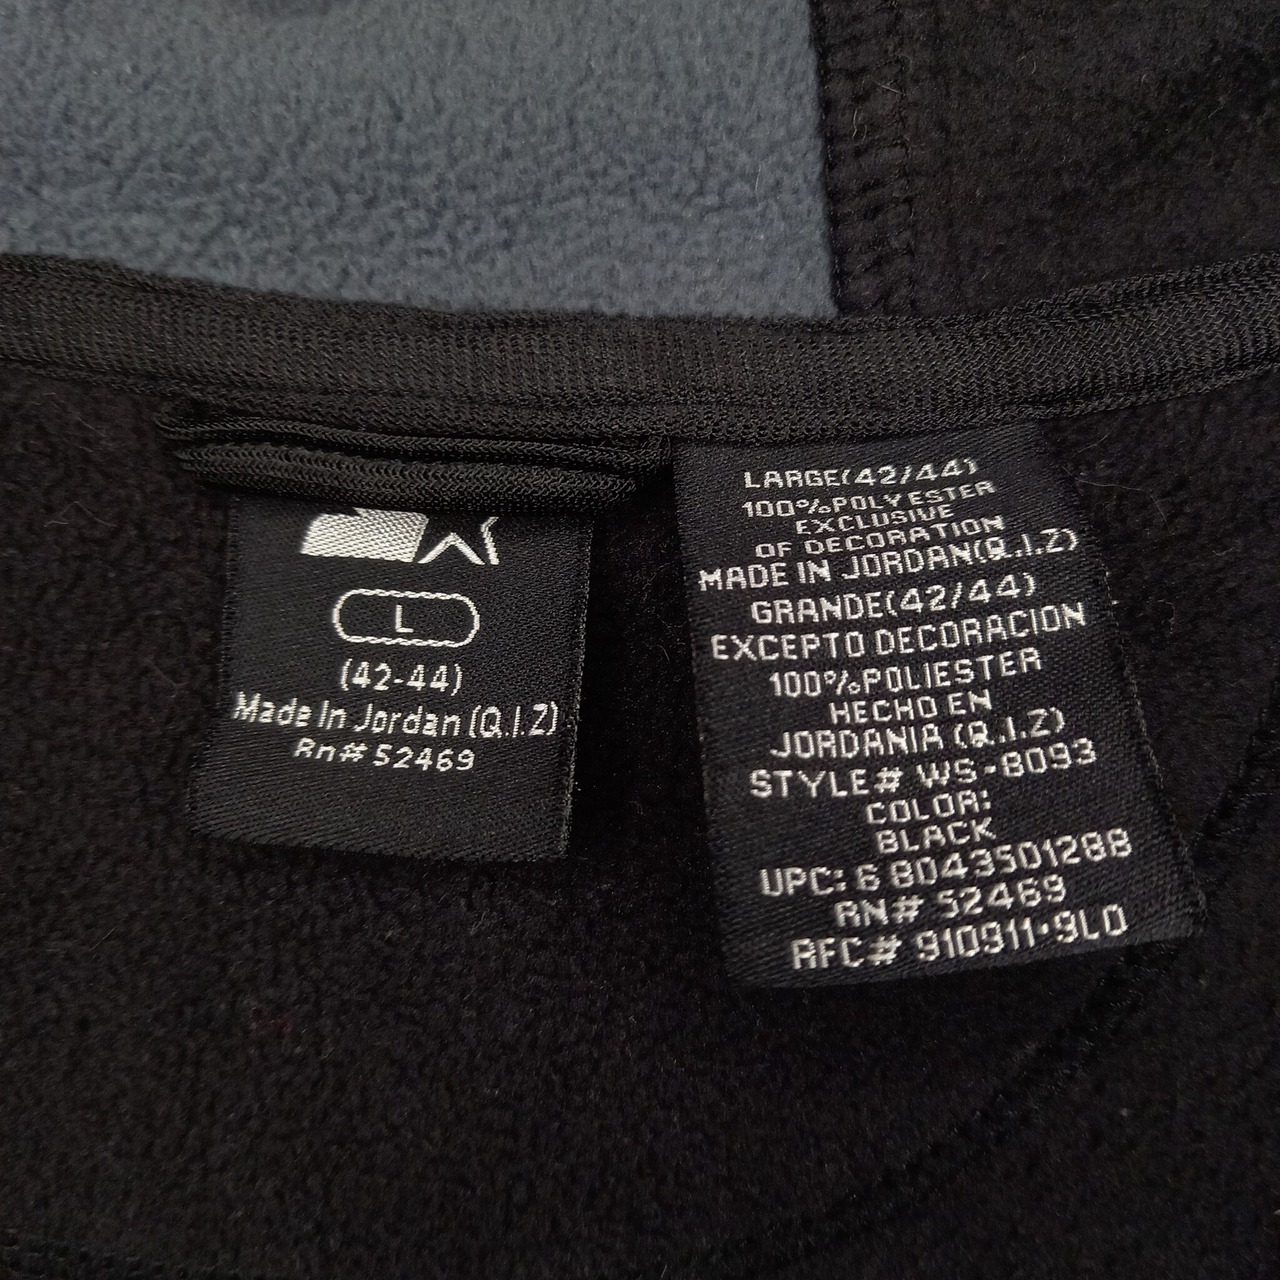 L
(42-44)
Made In Jordan (Q.I.Z)
Rn# 52469
LARGE(42/44)
100%POLYESTER
EXCLUSIVE
OF DECORATION
MADE IN JORDAN(Q.I.Z)
GRANDE(42/44)
EXCEPTO DECORACION
100%POLIESTER
HECHO EN
JORDANIA (Q.I.Z)
STYLE# WS-8093
COLOR:
BLACK
UPC: 6 8043501288
RN# 52469
RFC# 910911-9L0